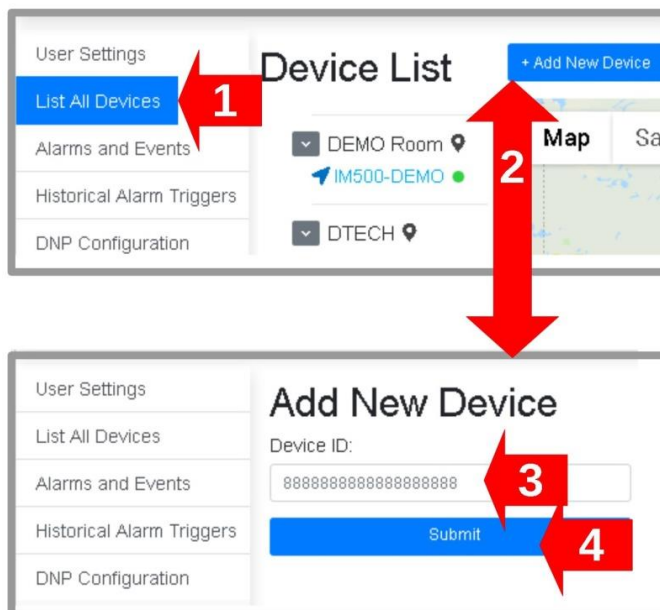 User Settings
List All Devices
Alarms and Events
Historical Alarm Triggers
DNP Configuration
1
Device List
+ Add New Device
DEMO Room
IM500-DEMO
DTECH
2
Map
User Settings
List All Devices
Alarms and Events
Historical Alarm Triggers
DNP Configuration
Add New Device
Device ID:
8888888888888888888
3
Submit
4